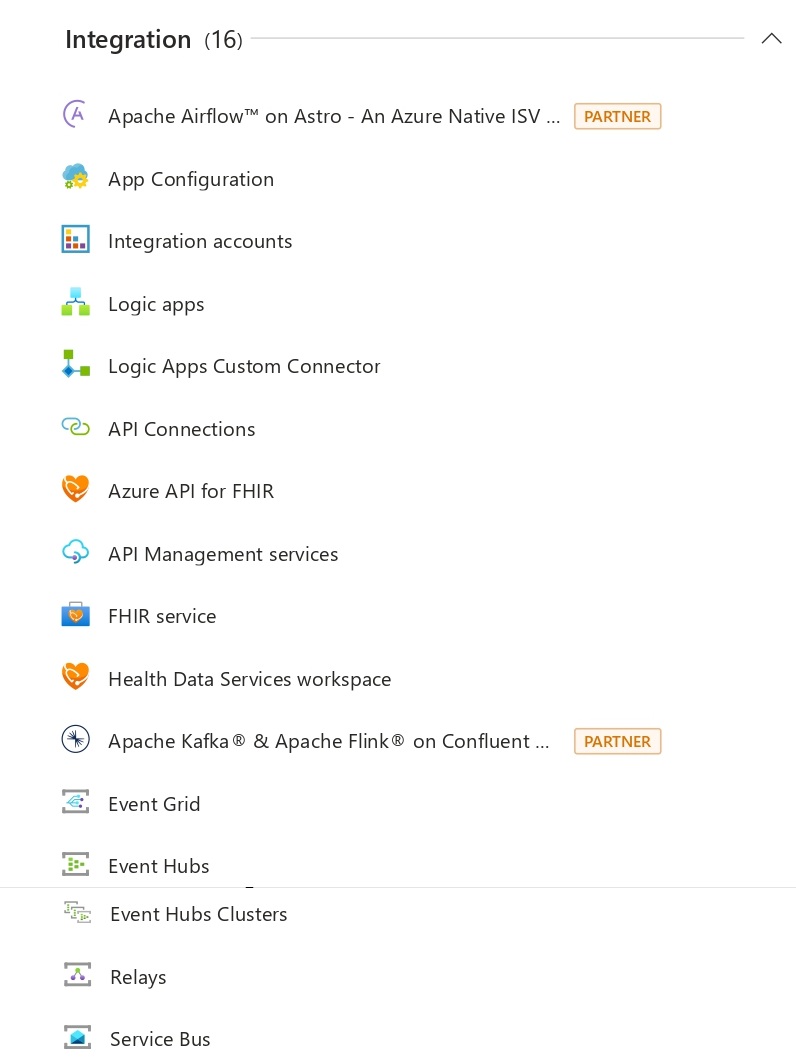 Integration (16)
Apache Airflow™ on Astro - An Azure Native ISV ... PARTNER
App Configuration
Integration accounts
Logic apps
Logic Apps Custom Connector
API Connections
Azure API for FHIR
API Management services
FHIR service
Health Data Services workspace
Apache Kafka® & Apache Flink® on Confluent ... PARTNER
Event Grid
Event Hubs
Event Hubs Clusters
Relays
Service Bus